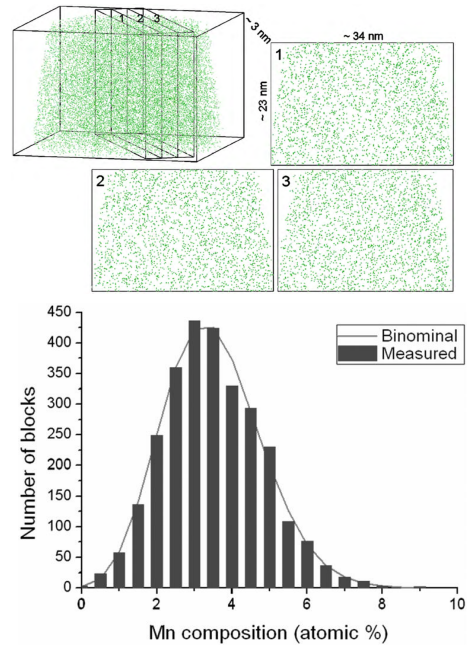 1 2 3
~ 3 nm
~ 34 nm
~ 23 nm
1
2
3
450
400
350
300
250
200
150
100
50
0
Number of blocks
Binominal
Measured
0 2 4 6 8 10
Mn composition (atomic %)